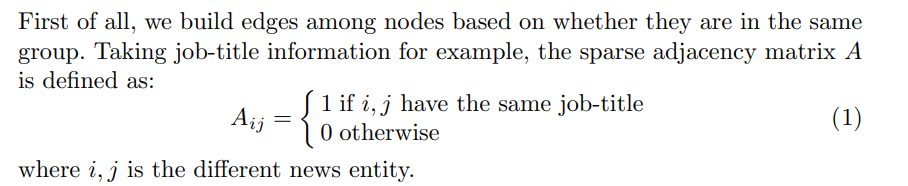 First of all, we build edges among nodes based on whether they are in the same
group. Taking job-title information for example, the sparse adjacency matrix A
is defined as:
A_{ij} = { 1 if i, j have the same job-title
0 otherwise
(1)
where i, j is the different news entity.